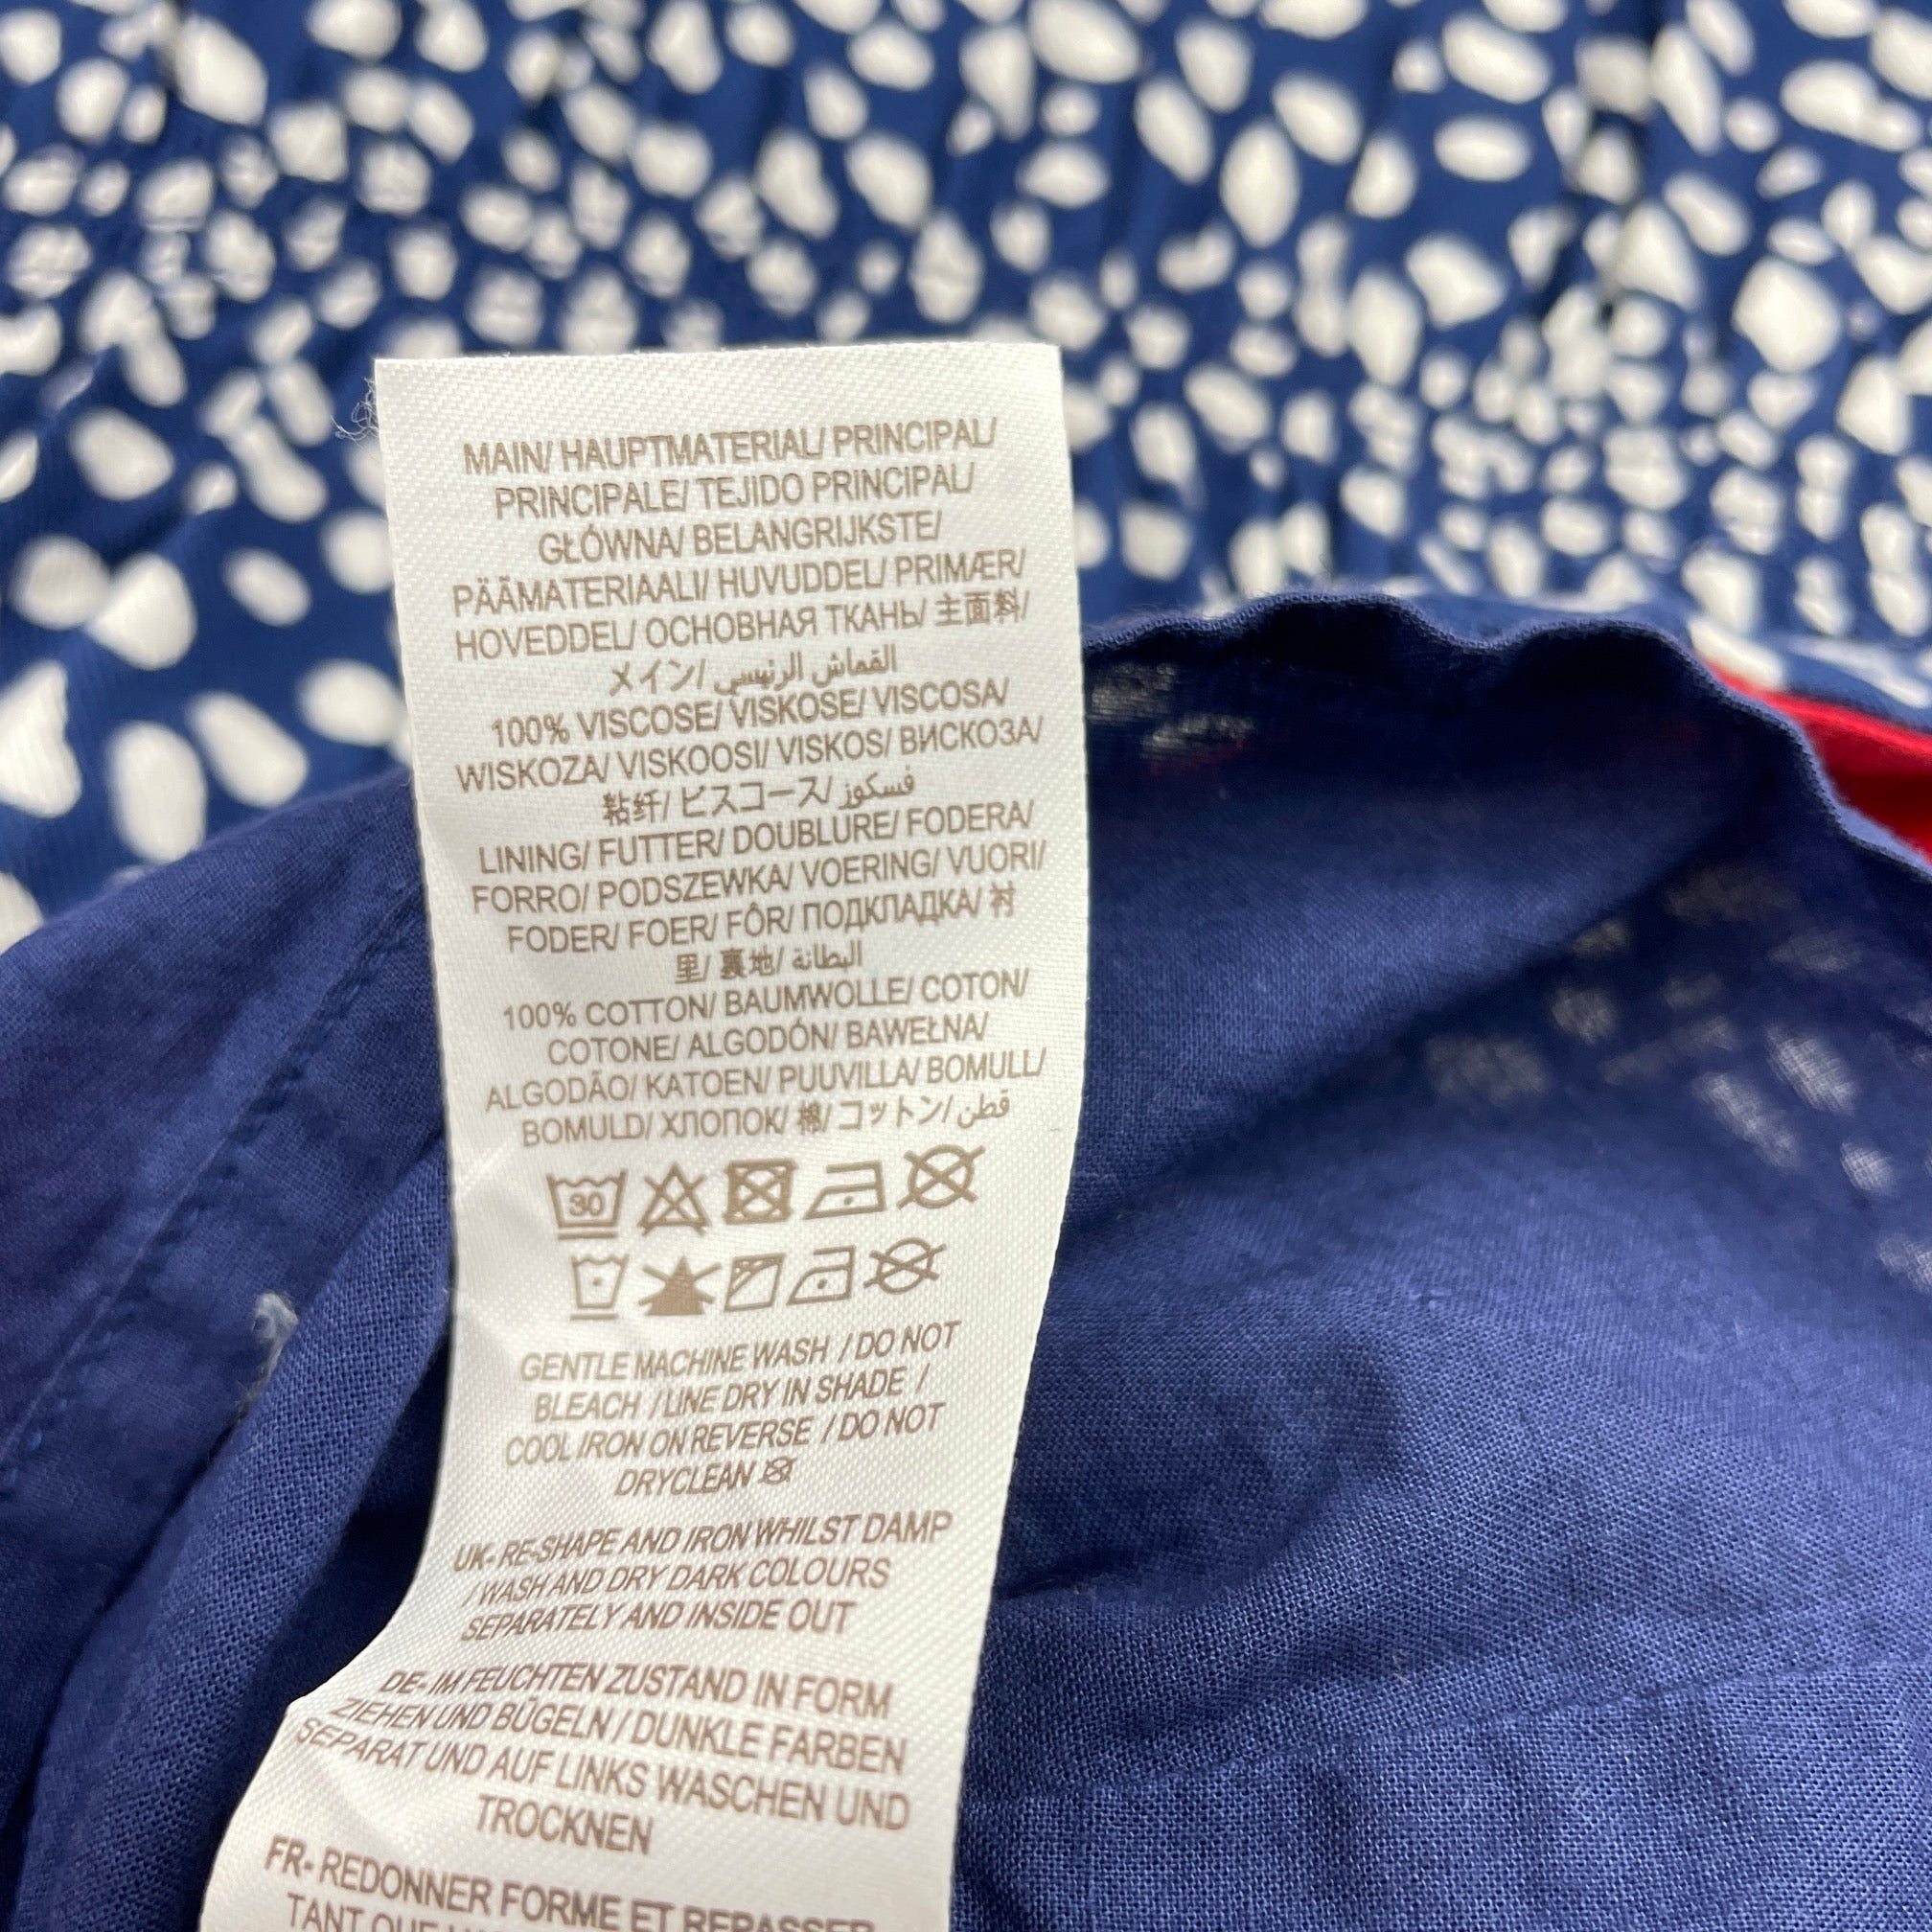 MAIN/ HAUPTMATERIAL/ PRINCIPAL/
PRINCIPALE/ TEJIDO PRINCIPAL/
GŁÓWNA/ BELANGRIJKSTE/
PÄÄMATERIAALI/ HUVUDDEL/ PRIMÆR/
HOVEDDEL/ ОСНОВНАЯ ТКАНЬ/ 主面料/
メイン/ القماش الرئيسي
100% VISCOSE/ VISKOSE/ VISCOSA/
WISKOZA/ VISKOOSI/ VISKOS/ ВИСКОЗА/
粘纤/ ビスコース/ فسكوز
LINING/ FUTTER/ DOUBLURE/ FODERA/
FORRO/ PODSZEWKA/ VOERING/ VUORI/
FODER/ FOER/ FÔR/ ПОДКЛАДКА/ 衬
里/ 裏地/ البطانة
100% COTTON/ BAUMWOLLE/ COTON/
COTONE/ ALGODÓN/ BAWEŁNA/
ALGODÃO/ KATOEN/ PUUVILLA/ BOMULL/
BOMULD/ ХЛОПОК/ 棉/ コットン/ قطن
30
GENTLE MACHINE WASH / DO NOT
BLEACH / LINE DRY IN SHADE /
COOL IRON ON REVERSE / DO NOT
DRYCLEAN
UK- RE-SHAPE AND IRON WHILST DAMP
/ WASH AND DRY DARK COLOURS
SEPARATELY AND INSIDE OUT
DE- IM FEUCHTEN ZUSTAND IN FORM
ZIEHEN UND BÜGELN / DUNKLE FARBEN
SEPARAT UND AUF LINKS WASCHEN UND
TROCKNEN
FR- REDONNER FORME ET REPASSER
TANT QUE